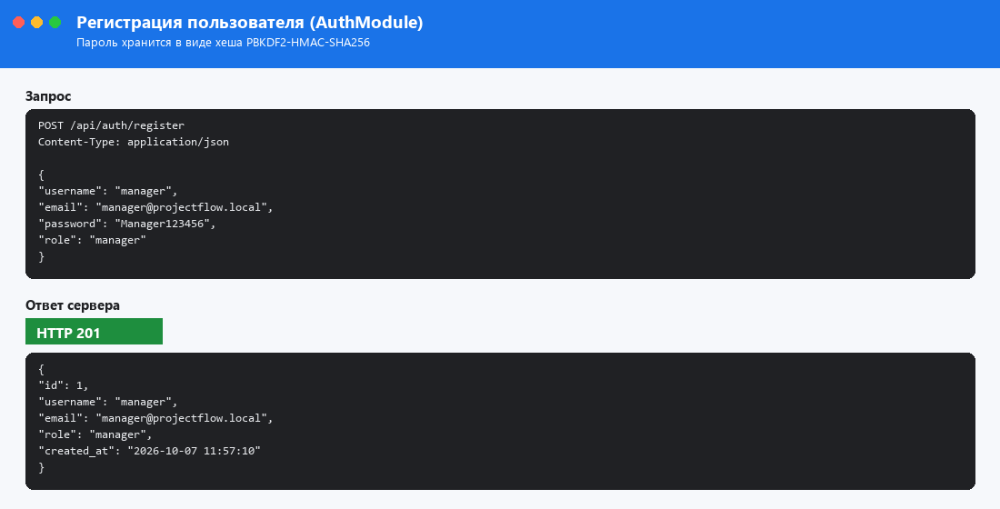 Регистрация пользователя (AuthModule)
Пароль хранится в виде хеша PBKDF2-HMAC-SHA256
Запрос
POST /api/auth/register
Content-Type: application/json
{
"username": "manager",
"email": "manager@projectflow.local",
"password": "Manager123456",
"role": "manager"
}
Ответ сервера
HTTP 201
{
"id": 1,
"username": "manager",
"email": "manager@projectflow.local",
"role": "manager",
"created_at": "2026-10-07 11:57:10"
}